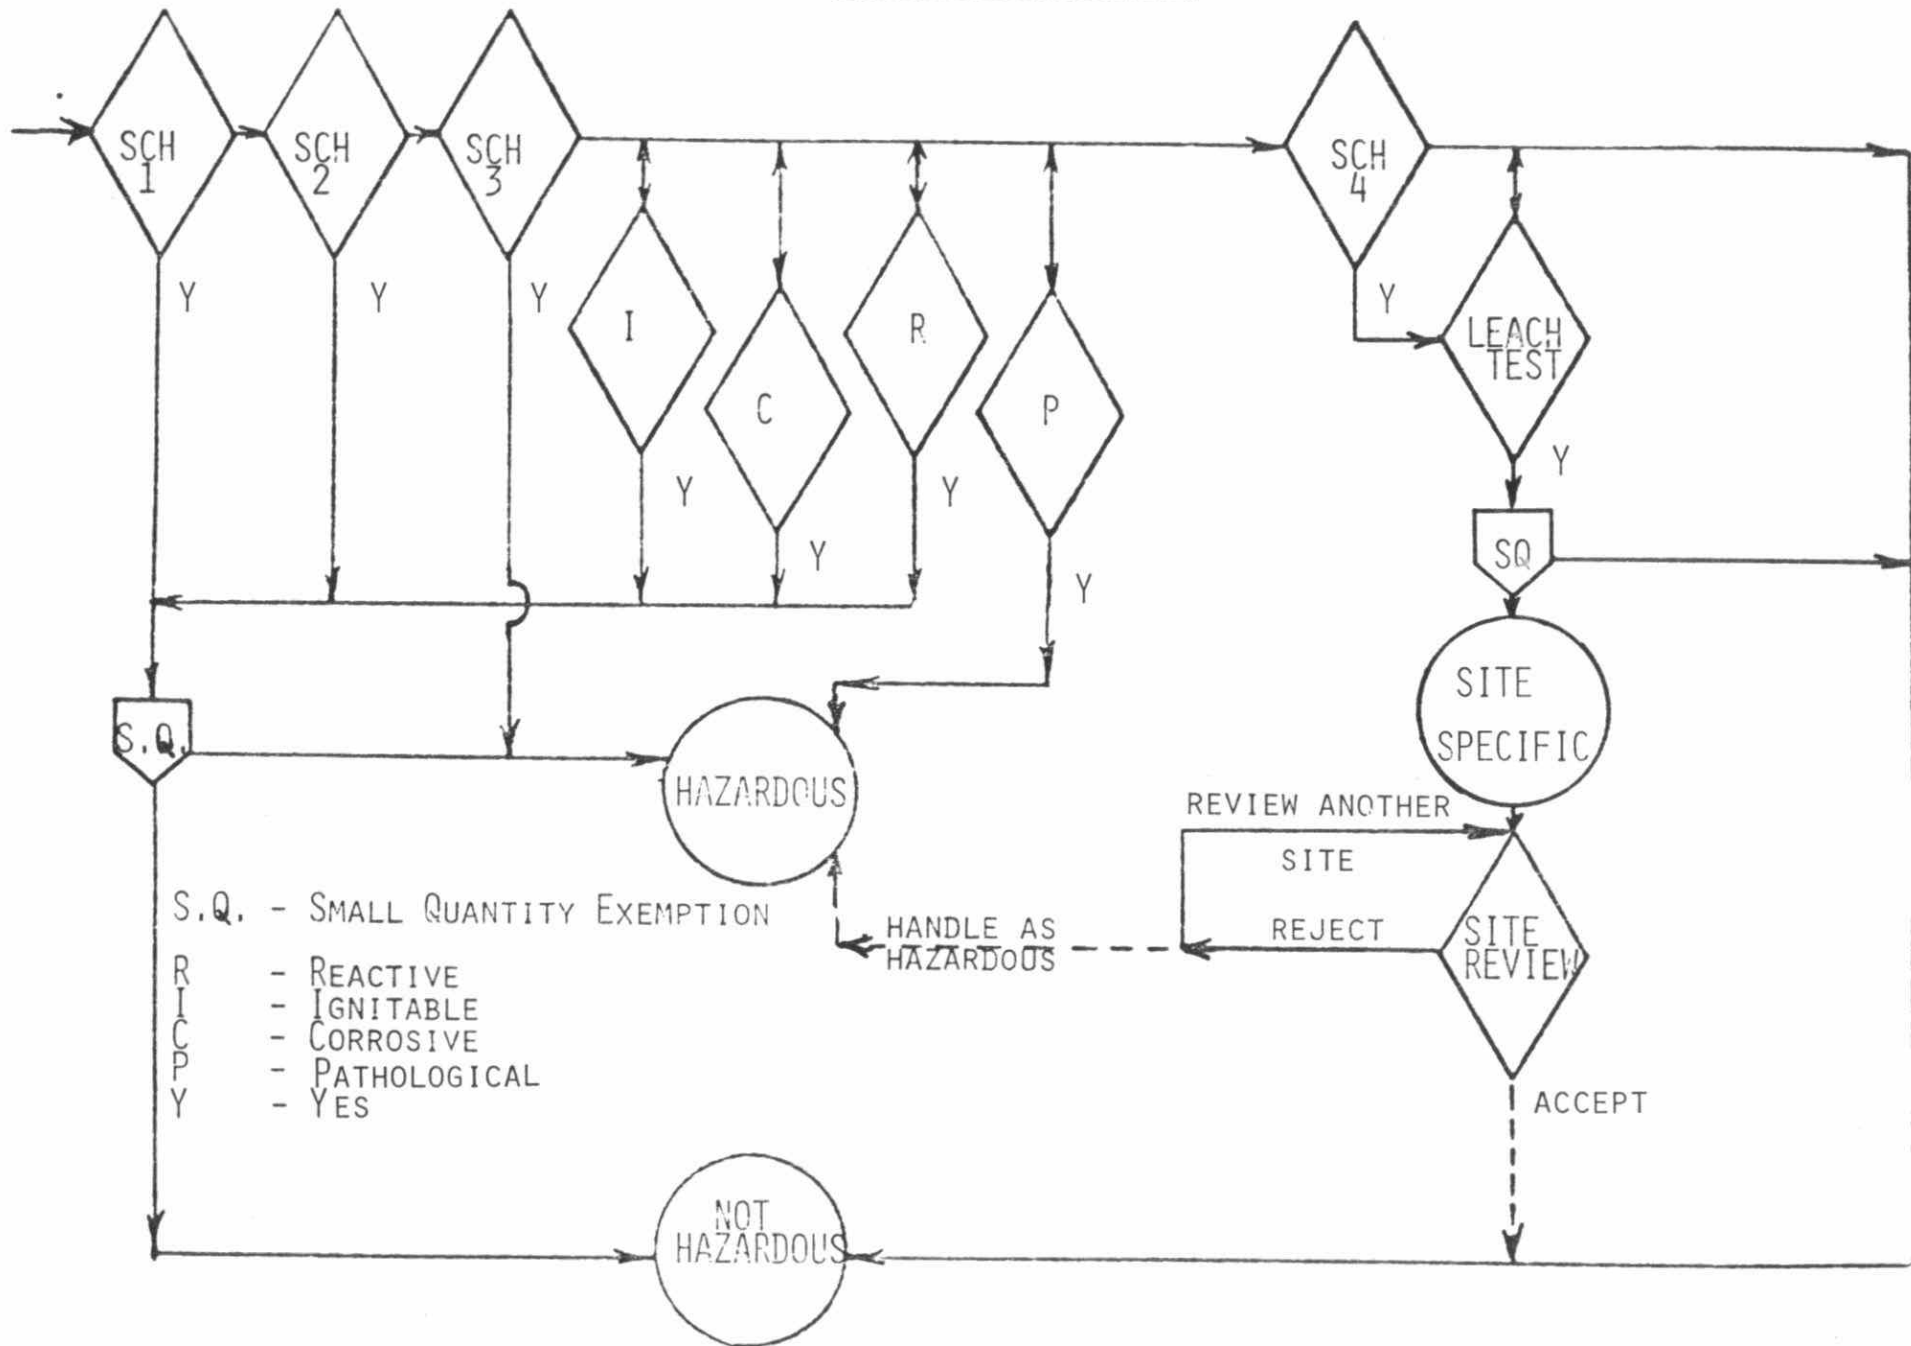 SCH
1
SCH
2
SCH
3
SCH
4
Y
Y
Y
I
C
R
P
Y
LEACH
TEST
Y
Y
Y
Y
Y
SQ
S.Q.
SITE
SPECIFIC
HAZARDOUS
REVIEW ANOTHER
SITE
S.Q. - SMALL QUANTITY EXEMPTION
HANDLE AS
HAZARDOUS
REJECT
SITE
REVIEW
R - REACTIVE
I - IGNITABLE
C - CORROSIVE
P - PATHOLOGICAL
Y - YES
ACCEPT
NOT
HAZARDOUS